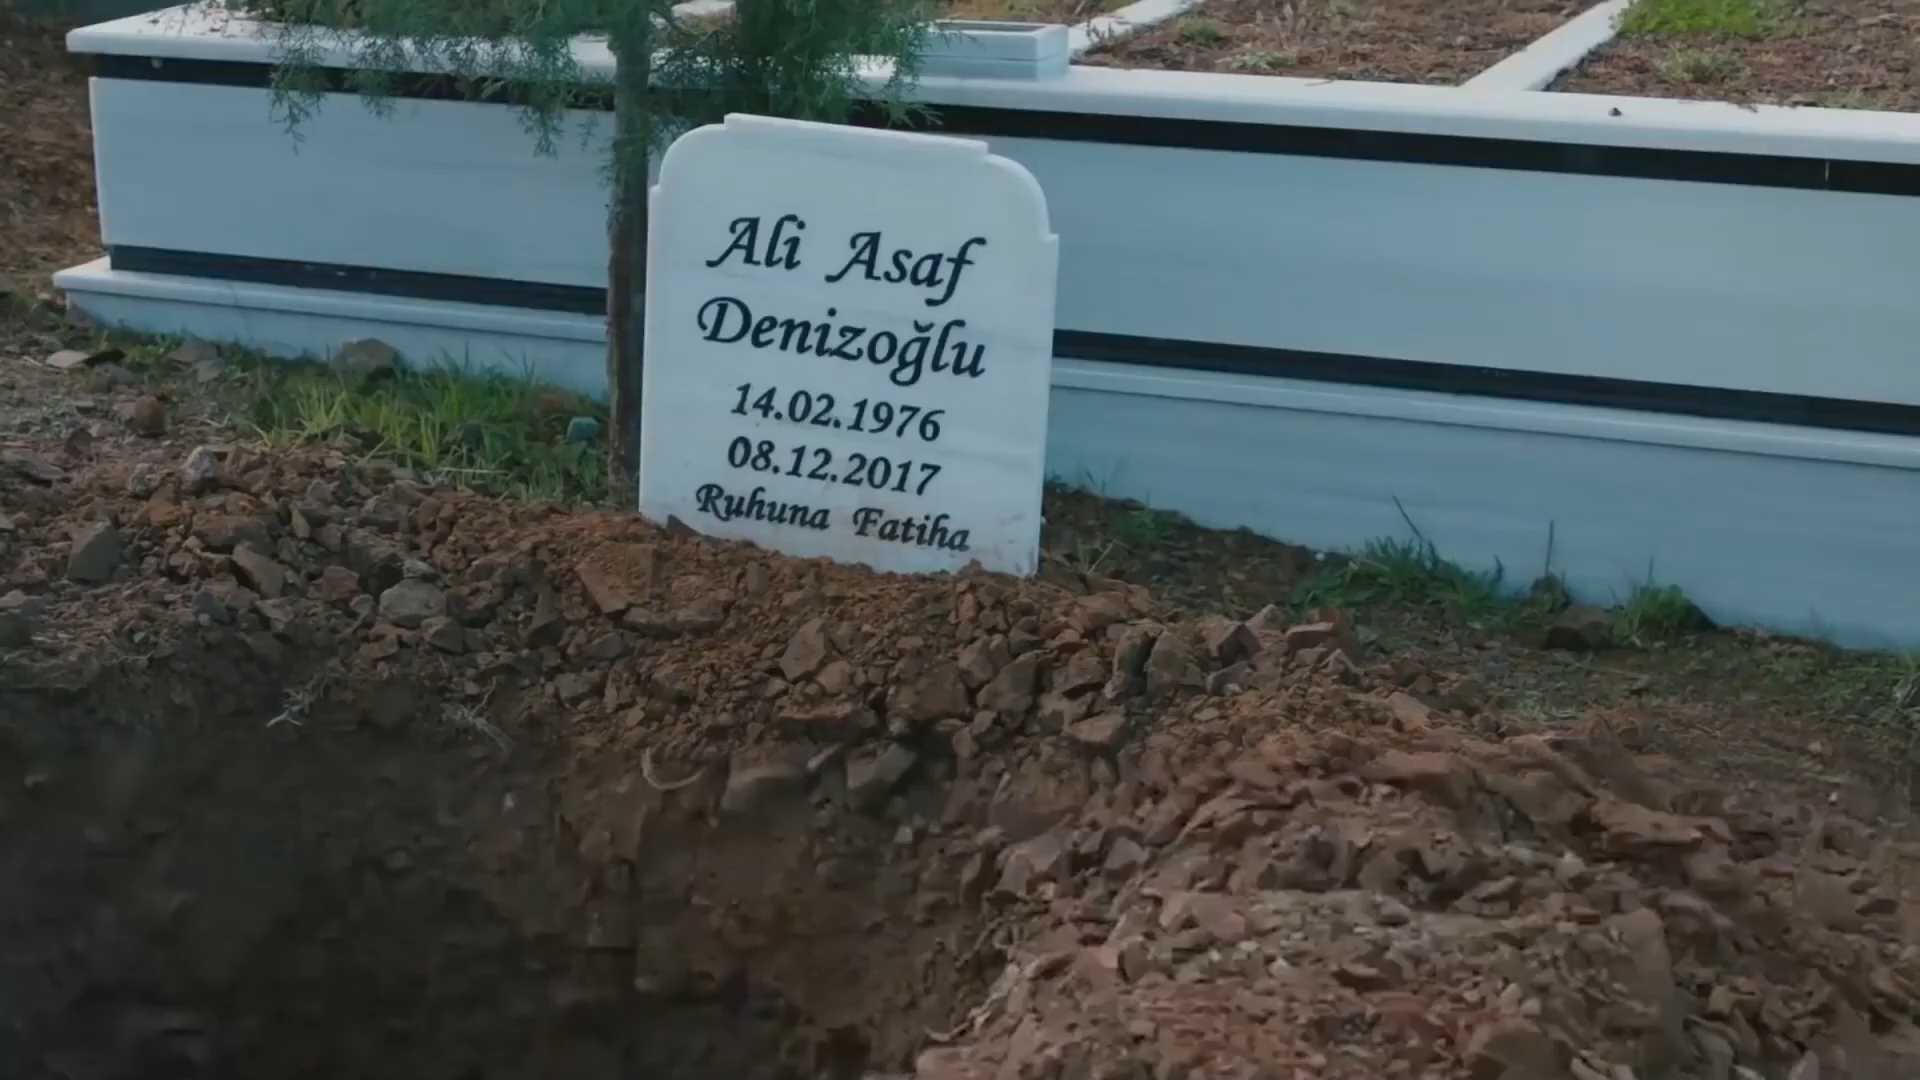 Ali Asaf
Denizoğlu
14.02.1976
08.12.2017
Ruhuna Fatiha